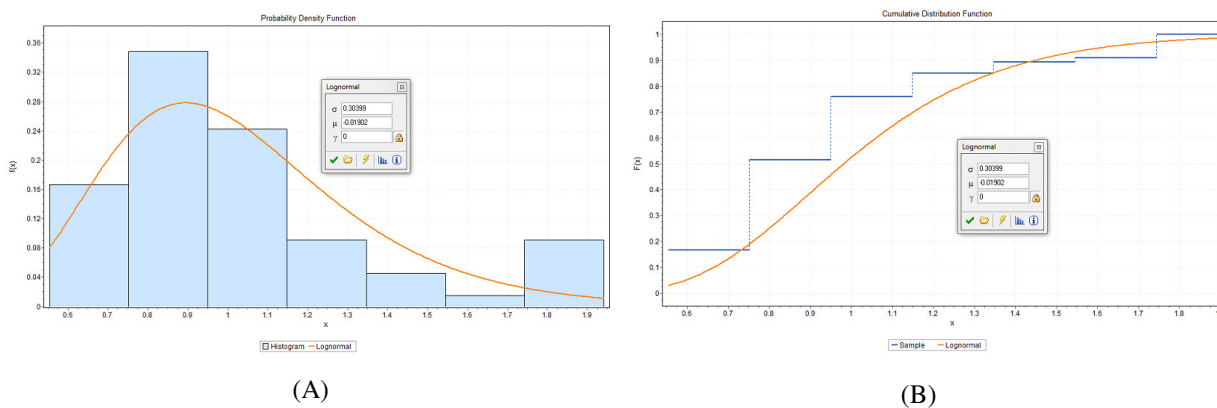 Probability Density Function
0.36
0.32
0.28
0.24
0.2
0.16
0.12
0.08
0.04
0
f(x)
Lognormal
σ 0.30399
μ -0.01902
γ 0
0.6 0.7 0.8 0.9 1 1.1 1.2 1.3 1.4 1.5 1.6 1.7 1.8 1.9
x
Histogram Lognormal
(A)
Cumulative Distribution Function
1
0.9
0.8
0.7
0.6
0.5
0.4
0.3
0.2
0.1
0
F(x)
Lognormal
σ 0.30399
μ -0.01902
γ 0
0.6 0.7 0.8 0.9 1 1.1 1.2 1.3 1.4 1.5 1.6 1.7 1.8
x
Sample Lognormal
(B)